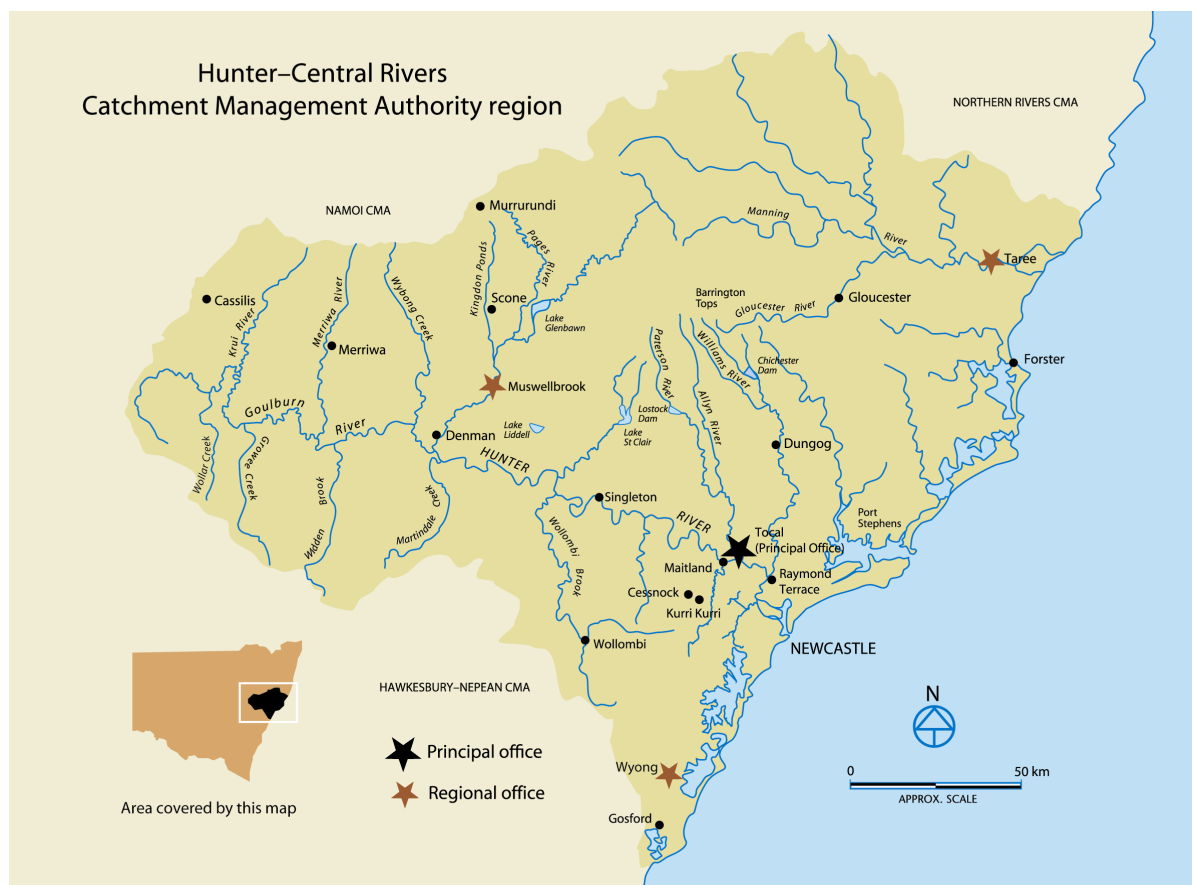 Hunter–Central Rivers
Catchment Management Authority region
NORTHERN RIVERS CMA
NAMOI CMA
Murrurundi
Manning
River
Pages
River
Kingdon Ponds
Taree
Wybong Creek
Merriwa River
Krui River
Cassilis
Scone
Lake
Glenbawn
Barrington
Tops
Gloucester River
Gloucester
Merriwa
Paterson
River
Williams River
Chichester
Dam
Forster
Muswellbrook
Allyn River
Goulburn
River
Lostock
Dam
Lake
St Clair
Lake
Liddell
Denman
HUNTER
RIVER
Dungog
Wollar Creek
Growee Creek
Widden Brook
Martindale Creek
Singleton
Port
Stephens
Wollombi Brook
Tocal
(Principal Office)
Maitland
Raymond
Terrace
Cessnock
Kurri Kurri
Wollombi
NEWCASTLE
HAWKESBURY–NEPEAN CMA
N
Principal office
Regional office
Wyong
0 50 km
APPROX. SCALE
Area covered by this map
Gosford